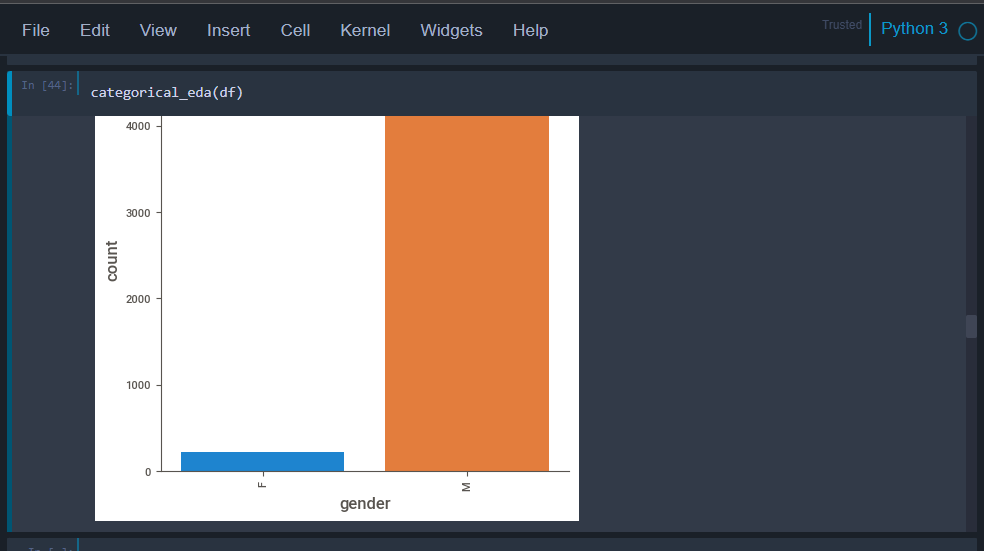 File Edit View Insert Cell Kernel Widgets Help Trusted Python 3
In [44]:
categorical_eda(df)
4000
3000
2000
1000
0
count
F M
gender